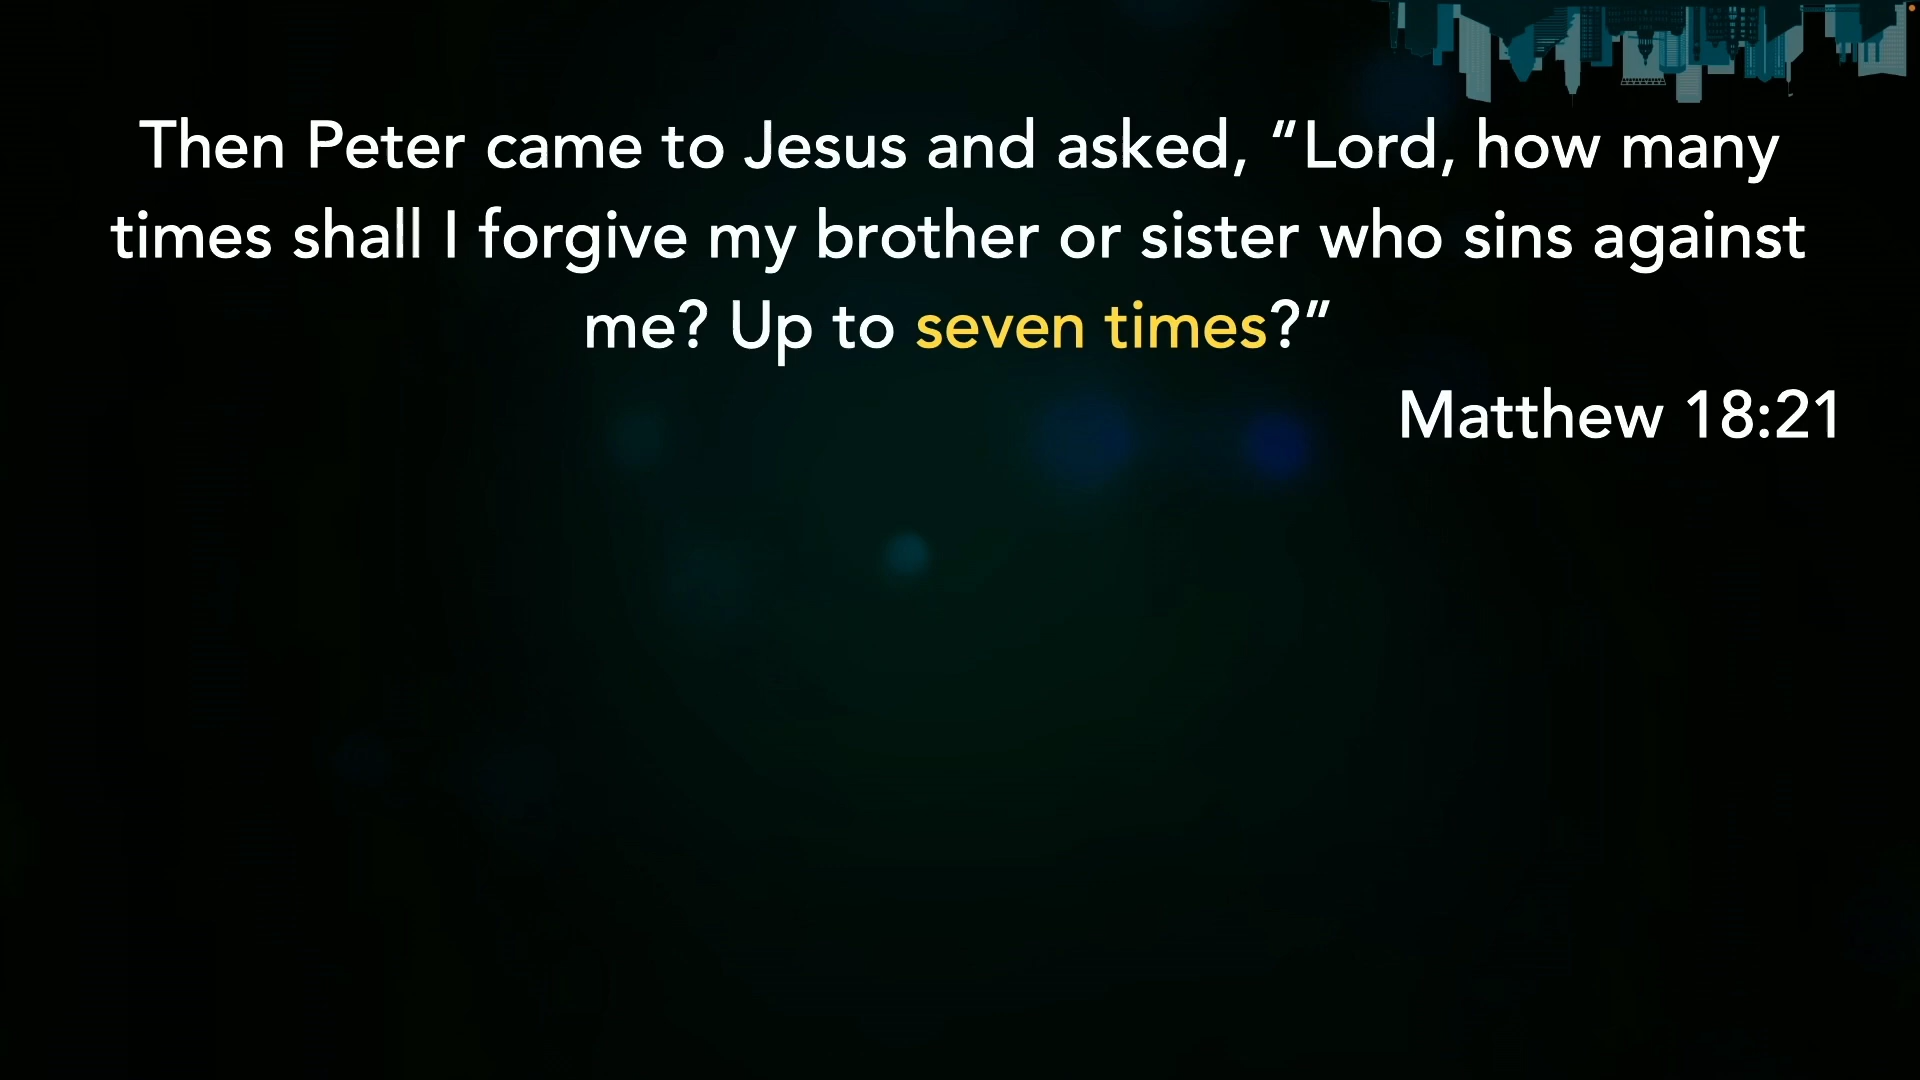 Then Peter came to Jesus and asked, “Lord, how many
times shall I forgive my brother or sister who sins against
me? Up to seven times?”
Matthew 18:21